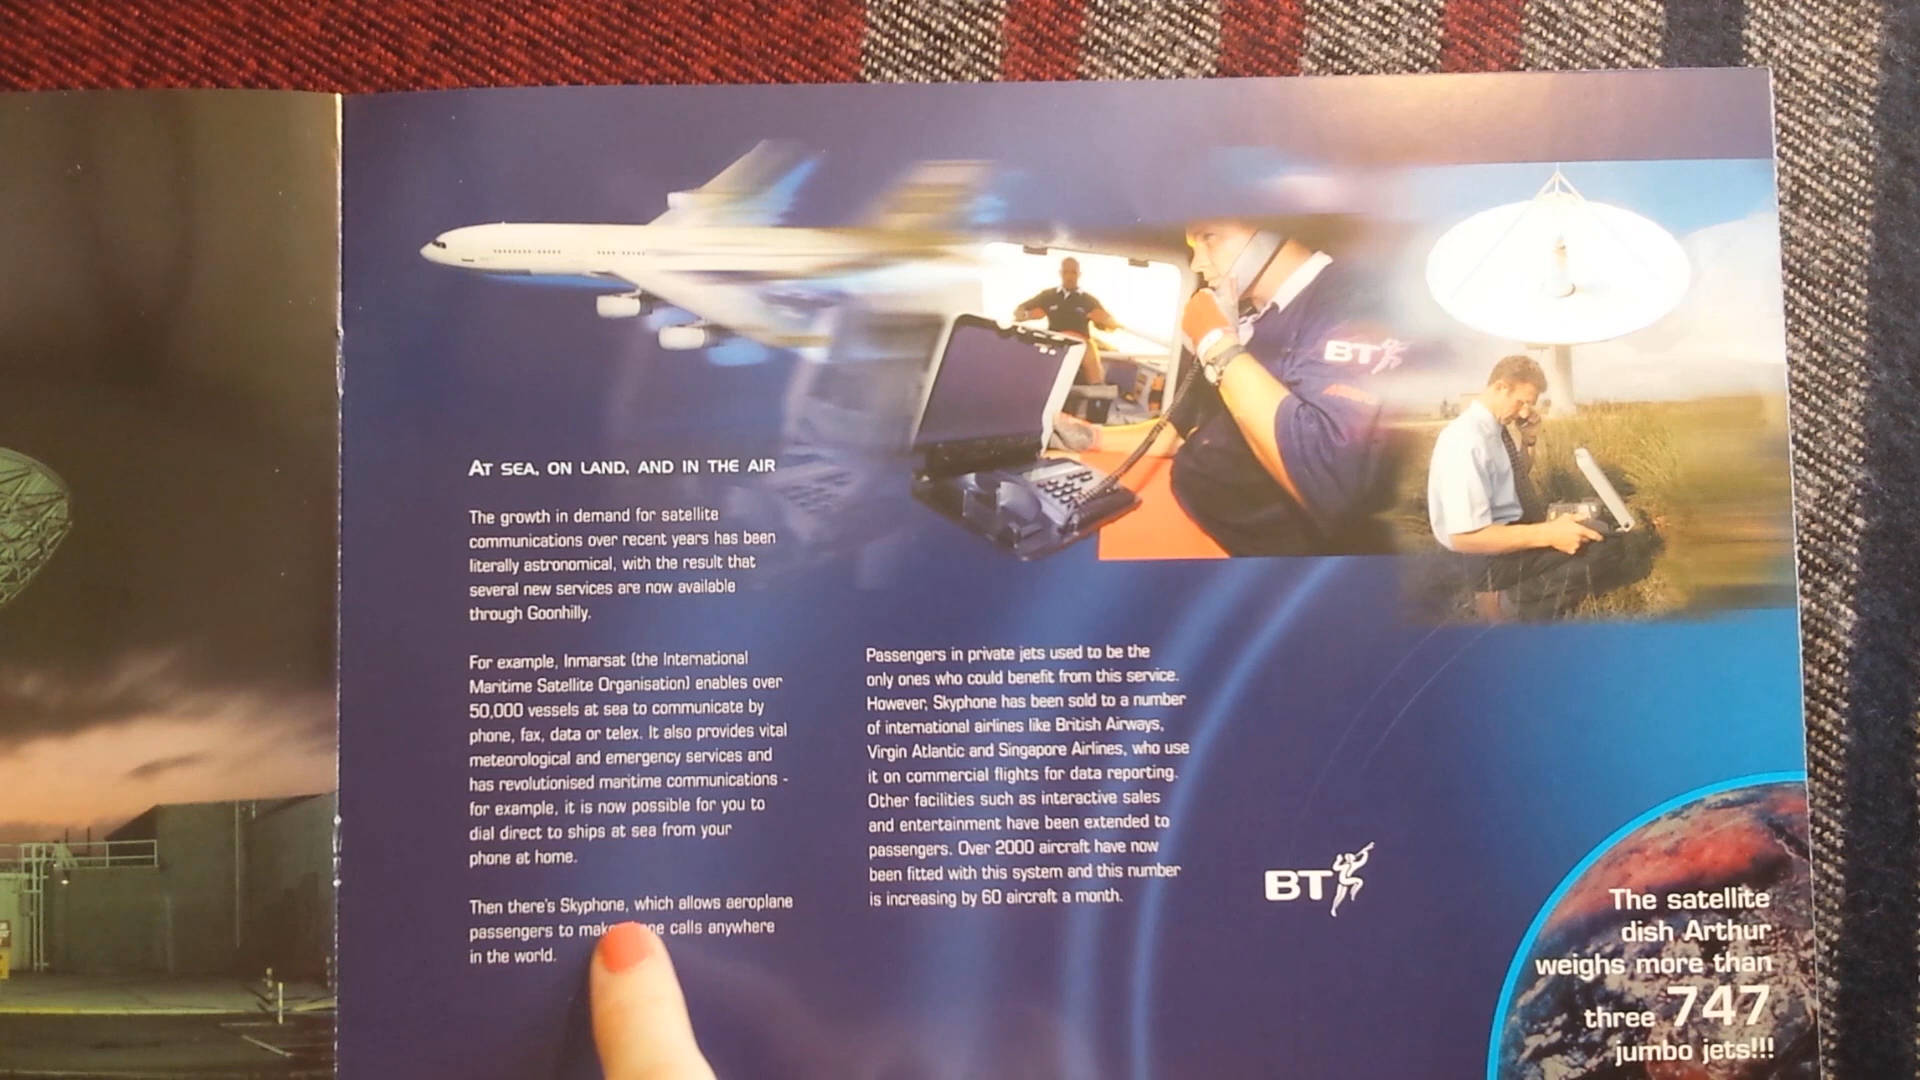 AT SEA, ON LAND, AND IN THE AIR
The growth in demand for satellite
communications over recent years has been
literally astronomical, with the result that
several new services are now available
through Goonhilly.
For example, Inmarsat (the International
Maritime Satellite Organisation) enables over
50,000 vessels at sea to communicate by
phone, fax, data or telex. It also provides vital
meteorological and emergency services and
has revolutionised maritime communications -
for example, it is now possible for you to
dial direct to ships at sea from your
phone at home.
Then there's Skyphone, which allows aeroplane
passengers to calls anywhere
in the world.
Passengers in private jets used to be the
only ones who could benefit from this service.
However, Skyphone has been sold to a number
of international airlines like British Airways,
Virgin Atlantic and Singapore Airlines, who use
it on commercial flights for data reporting.
Other facilities such as interactive sales
and entertainment have been extended to
passengers. Over 2000 aircraft have now
been fitted with this system and this number
is increasing by 60 aircraft a month.
BT
BT
The satellite
dish Arthur
weighs more than
three 747
jumbo jets!!!